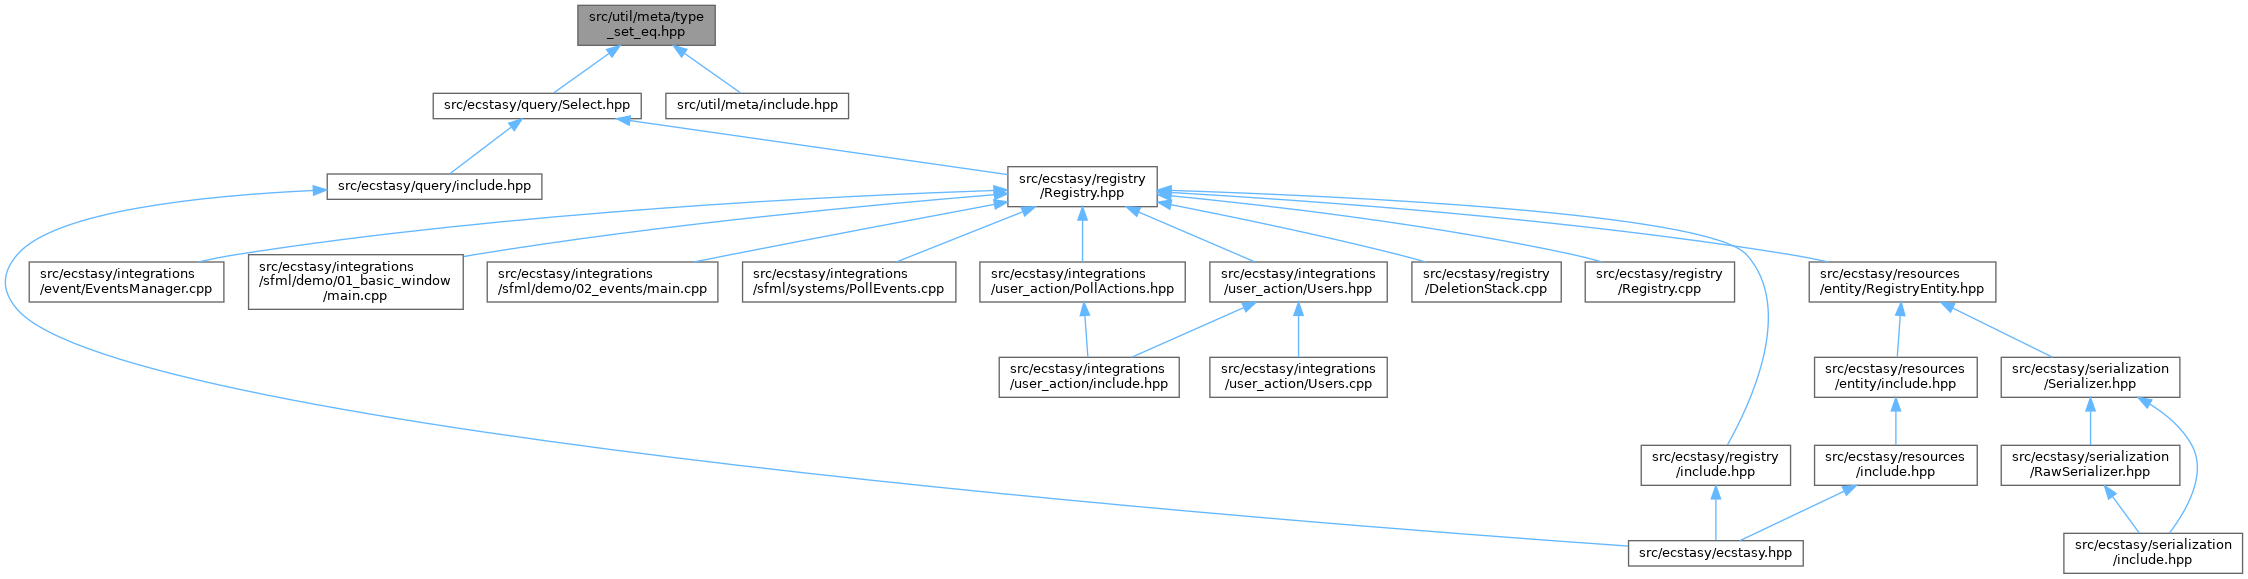 src/util/meta/type
_set_eq.hpp
src/ecstasy/query/Select.hpp
src/util/meta/include.hpp
src/ecstasy/query/include.hpp
src/ecstasy/registry
/Registry.hpp
src/ecstasy/integrations
/event/EventsManager.cpp
src/ecstasy/integrations
/sfml/demo/01_basic_window
/main.cpp
src/ecstasy/integrations
/sfml/demo/02_events/main.cpp
src/ecstasy/integrations
/sfml/systems/PollEvents.cpp
src/ecstasy/integrations
/user_action/PollActions.hpp
src/ecstasy/integrations
/user_action/Users.hpp
src/ecstasy/registry
/DeletionStack.cpp
src/ecstasy/registry
/Registry.cpp
src/ecstasy/resources
/entity/RegistryEntity.hpp
src/ecstasy/integrations
/user_action/include.hpp
src/ecstasy/integrations
/user_action/Users.cpp
src/ecstasy/resources
/entity/include.hpp
src/ecstasy/serialization
/Serializer.hpp
src/ecstasy/registry
/include.hpp
src/ecstasy/resources
/include.hpp
src/ecstasy/serialization
/RawSerializer.hpp
src/ecstasy/ecstasy.hpp
src/ecstasy/serialization
/include.hpp